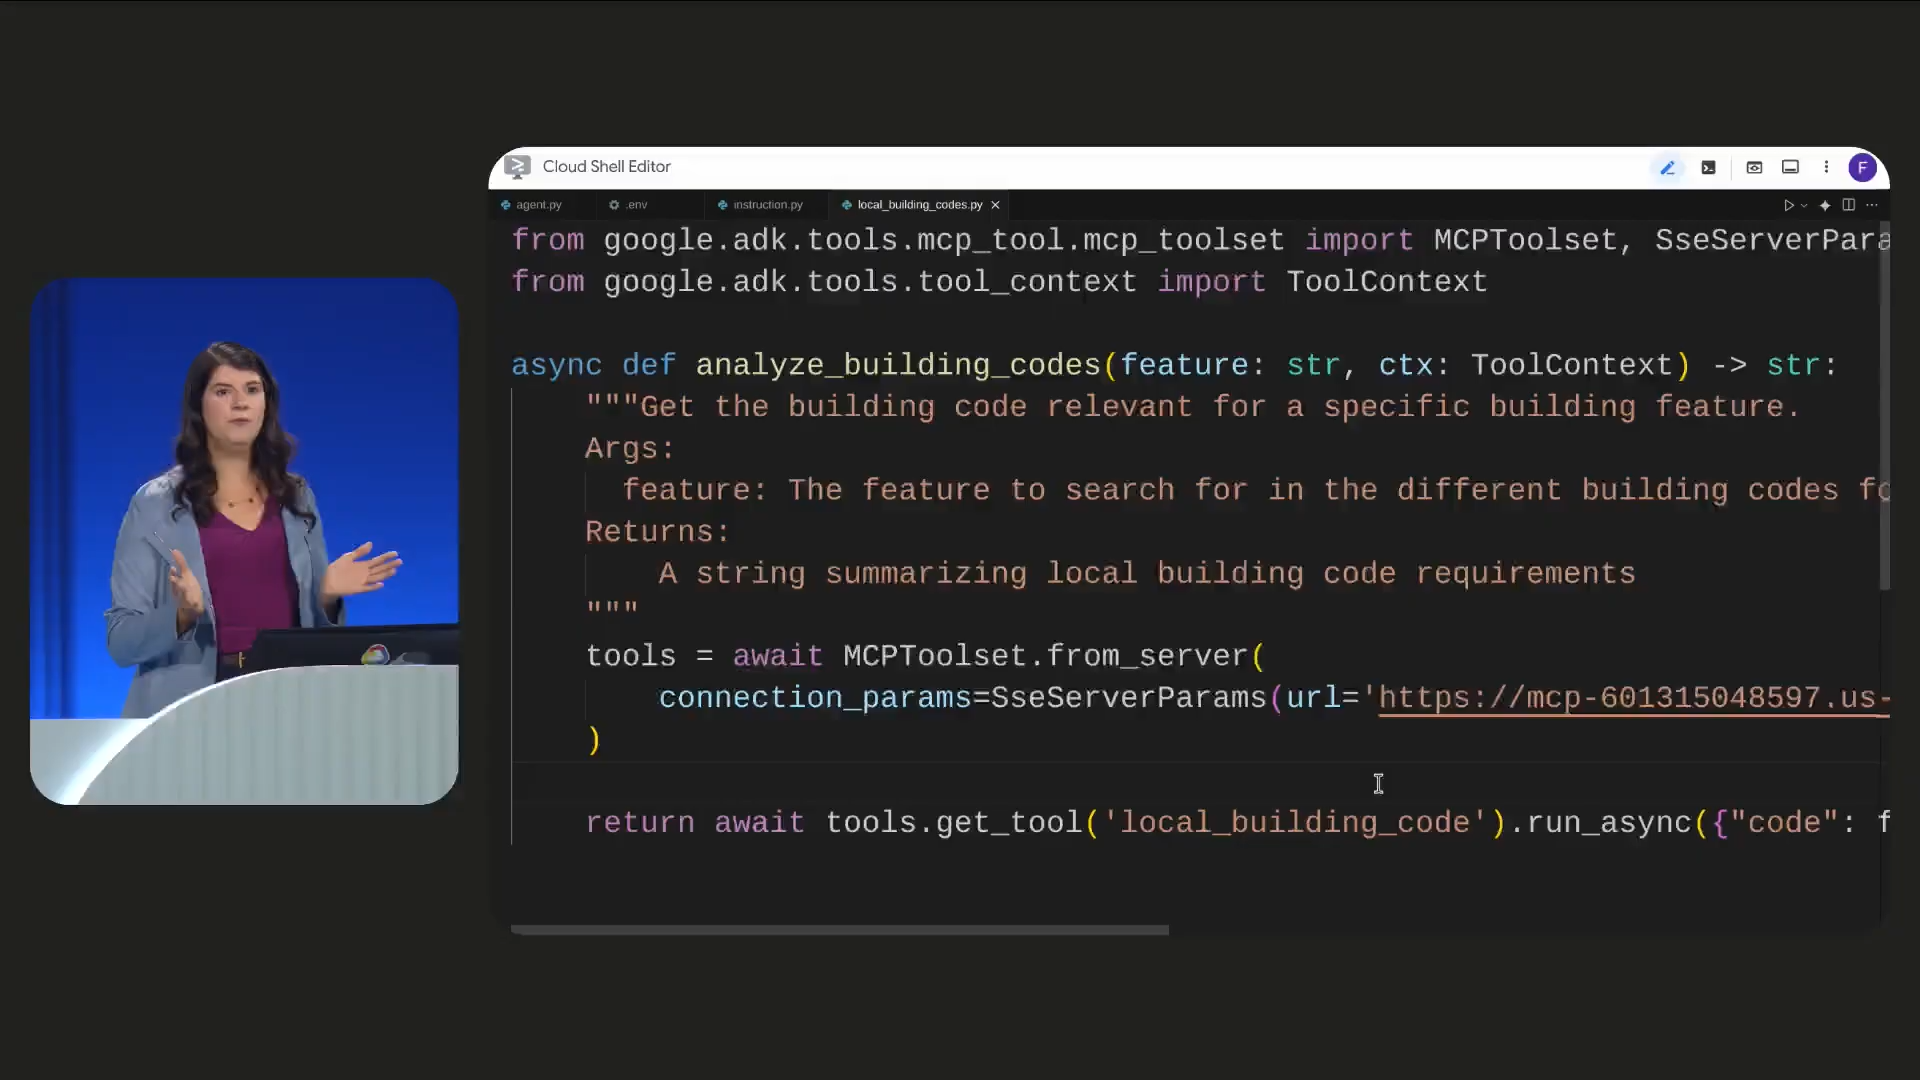 Cloud Shell Editor
F
agent.py
.env
instruction.py
local_building_codes.py
from google.adk.tools.mcp_tool.mcp_toolset import MCPToolset, SseServerPara
from google.adk.tools.tool_context import ToolContext
async def analyze_building_codes(feature: str, ctx: ToolContext) -> str:
"""Get the building code relevant for a specific building feature.
Args:
feature: The feature to search for in the different building codes fo
Returns:
A string summarizing local building code requirements
"""
tools = await MCPToolset.from_server(
connection_params=SseServerParams(url='https://mcp-601315048597.us-
)
return await tools.get_tool('local_building_code').run_async({"code": f